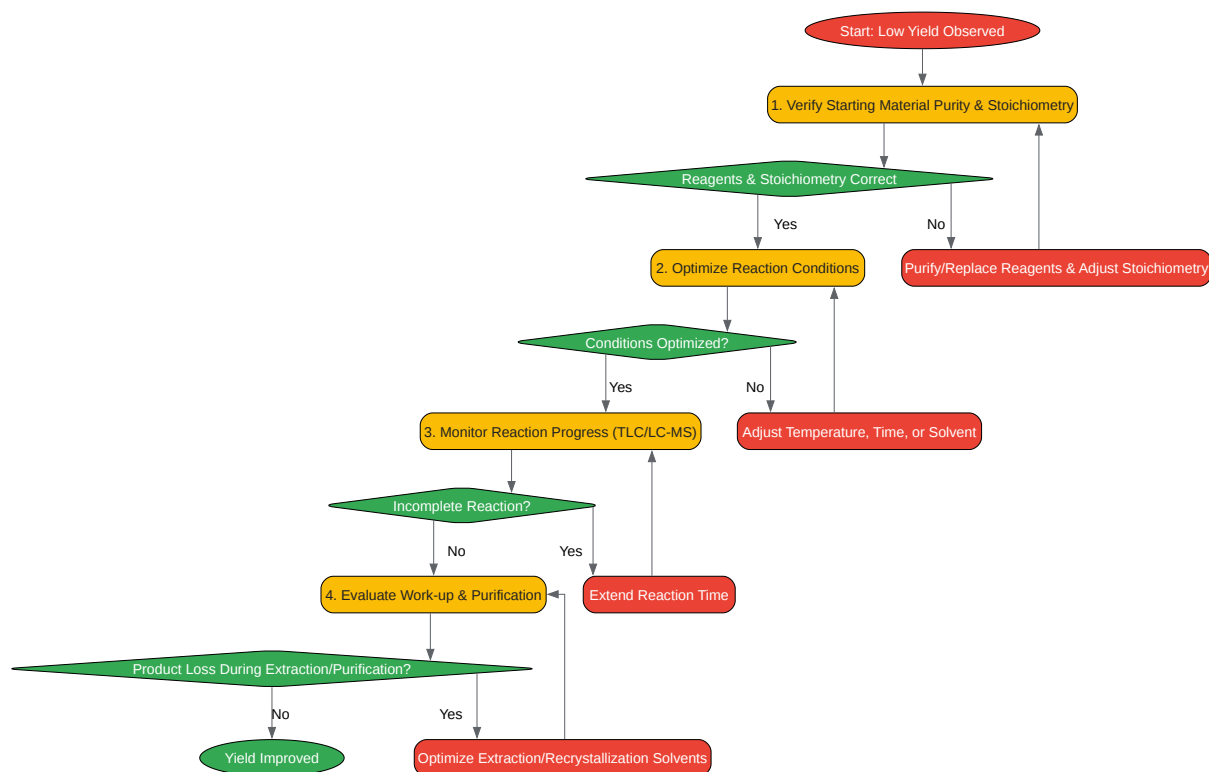 Start: Low Yield Observed
1. Verify Starting Material Purity & Stoichiometry
Reagents & Stoichiometry Correct
Yes
No
2. Optimize Reaction Conditions
Purify/Replace Reagents & Adjust Stoichiometry
Conditions Optimized?
Yes
No
3. Monitor Reaction Progress (TLC/LC-MS)
Adjust Temperature, Time, or Solvent
Incomplete Reaction?
No
Yes
4. Evaluate Work-up & Purification
Extend Reaction Time
Product Loss During Extraction/Purification?
No
Yes
Yield Improved
Optimize Extraction/Recrystallization Solvents